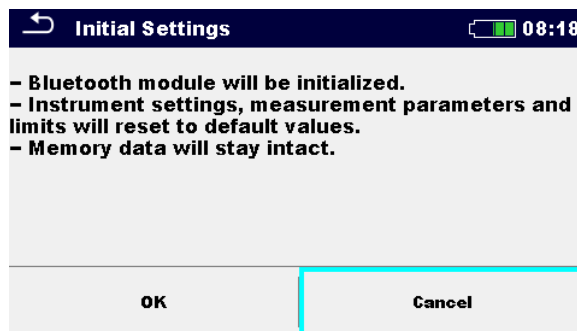 Initial Settings 08:18
– Bluetooth module will be initialized.
– Instrument settings, measurement parameters and
limits will reset to default values.
– Memory data will stay intact.
OK Cancel